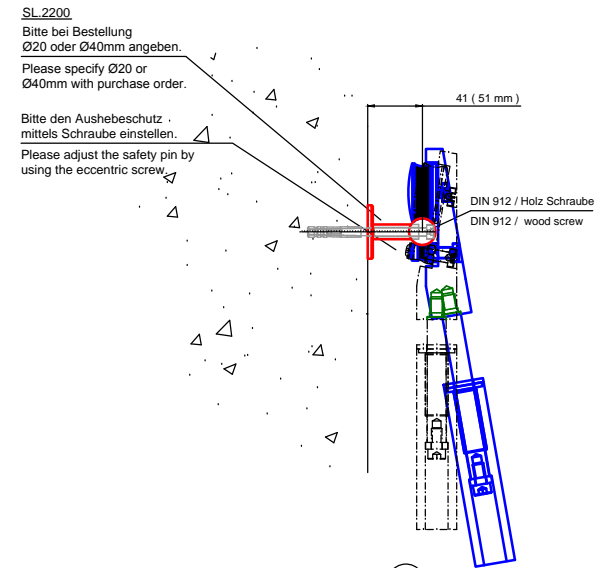 SL.2200
Bitte bei Bestellung
Ø20 oder Ø40mm angeben.
Please specify Ø20 or
Ø40mm with purchase order.
Bitte den Aushebeschutz
mittels Schraube einstellen.
Please adjust the safety pin by
using the eccentric screw.
41 ( 51 mm )
DIN 912 / Holz Schraube
DIN 912 / wood screw